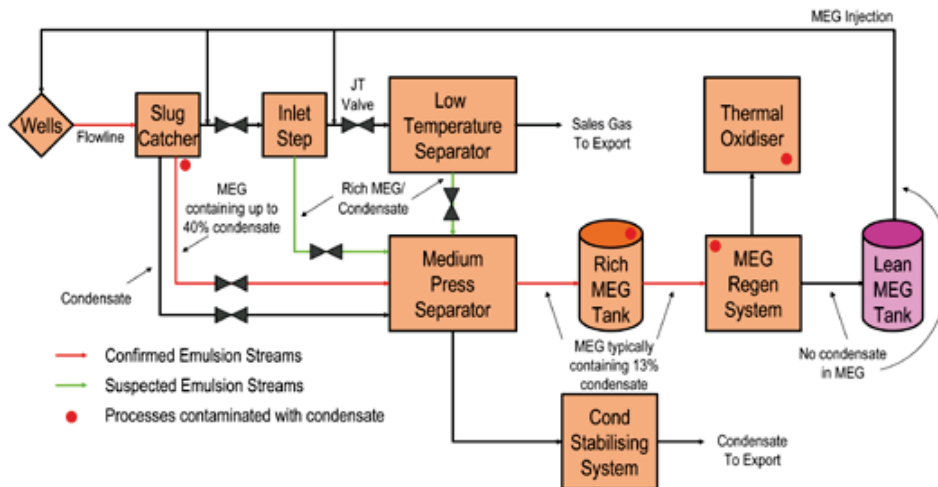 MEG Injection
Wells
Flowline
Slug
Catcher
Inlet
Step
JT
Valve
Low
Temperature
Separator
Sales Gas
To Export
Thermal
Oxidiser
MEG
containing up to
40% condensate
Rich MEG/
Condensate
Condensate
Medium
Press
Separator
Rich
MEG
Tank
MEG
Regen
System
Lean
MEG
Tank
MEG typically
containing 13%
condensate
No condensate
in MEG
Confirmed Emulsion Streams
Suspected Emulsion Streams
Processes contaminated with condensate
Cond
Stabilising
System
Condensate
To Export